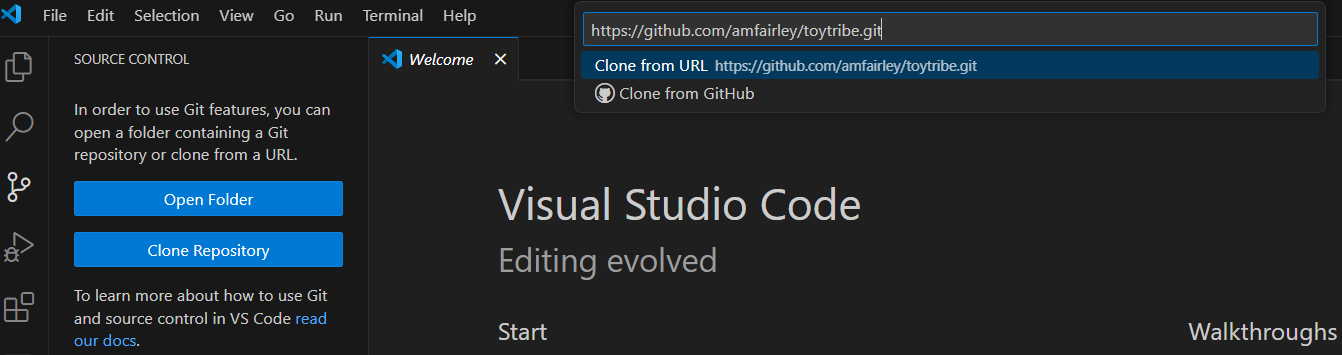 File Edit Selection View Go Run Terminal Help
https://github.com/amfairley/toytribe.git
Clone from URL https://github.com/amfairley/toytribe.git
Clone from GitHub
SOURCE CONTROL
In order to use Git features, you can
open a folder containing a Git
repository or clone from a URL.
Open Folder
Clone Repository
To learn more about how to use Git
and source control in VS Code read
our docs.
Welcome
Visual Studio Code
Editing evolved
Start
Walkthroughs